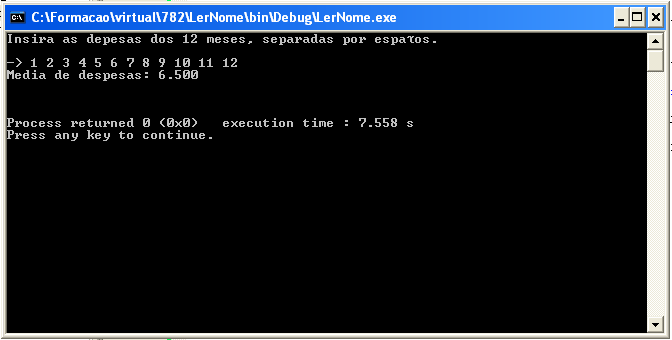 C:\Formacao\virtual\782\LerNome\bin\Debug\LerNome.exe
Insira as depesas dos 12 meses, separadas por espaτos.
-> 1 2 3 4 5 6 7 8 9 10 11 12
Media de despesas: 6.500
Process returned 0 (0x0)   execution time : 7.558 s
Press any key to continue.